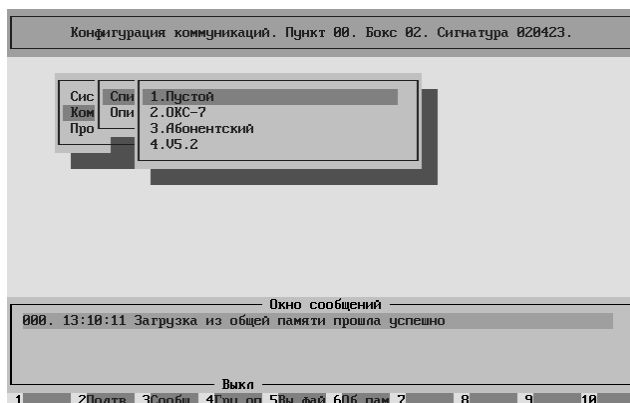 Конфигурация коммуникаций. Пункт 00. Бокс 02. Сигнатура 020423.
Сис Спи 1.Пустой
Ком Опи 2.ОКС-7
Про 3.Абонентский
4.V5.2
Окно сообщений
000. 13:10:11 Загрузка из общей памяти прошла успешно
Выкл
1 2Подтв 3Сообщ 4Грц оп 5Вы фай 6Об пам 7 8 9 10